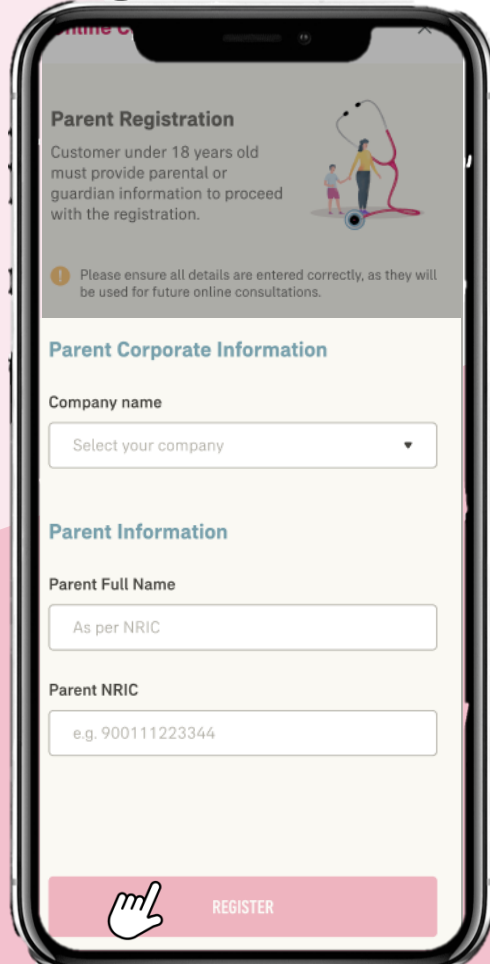 Parent Registration
Customer under 18 years old
must provide parental or
guardian information to proceed
with the registration.
Please ensure all details are entered correctly, as they will
be used for future online consultations.
Parent Corporate Information
Company name
Select your company
Parent Information
Parent Full Name
As per NRIC
Parent NRIC
e.g. 900111223344
REGISTER